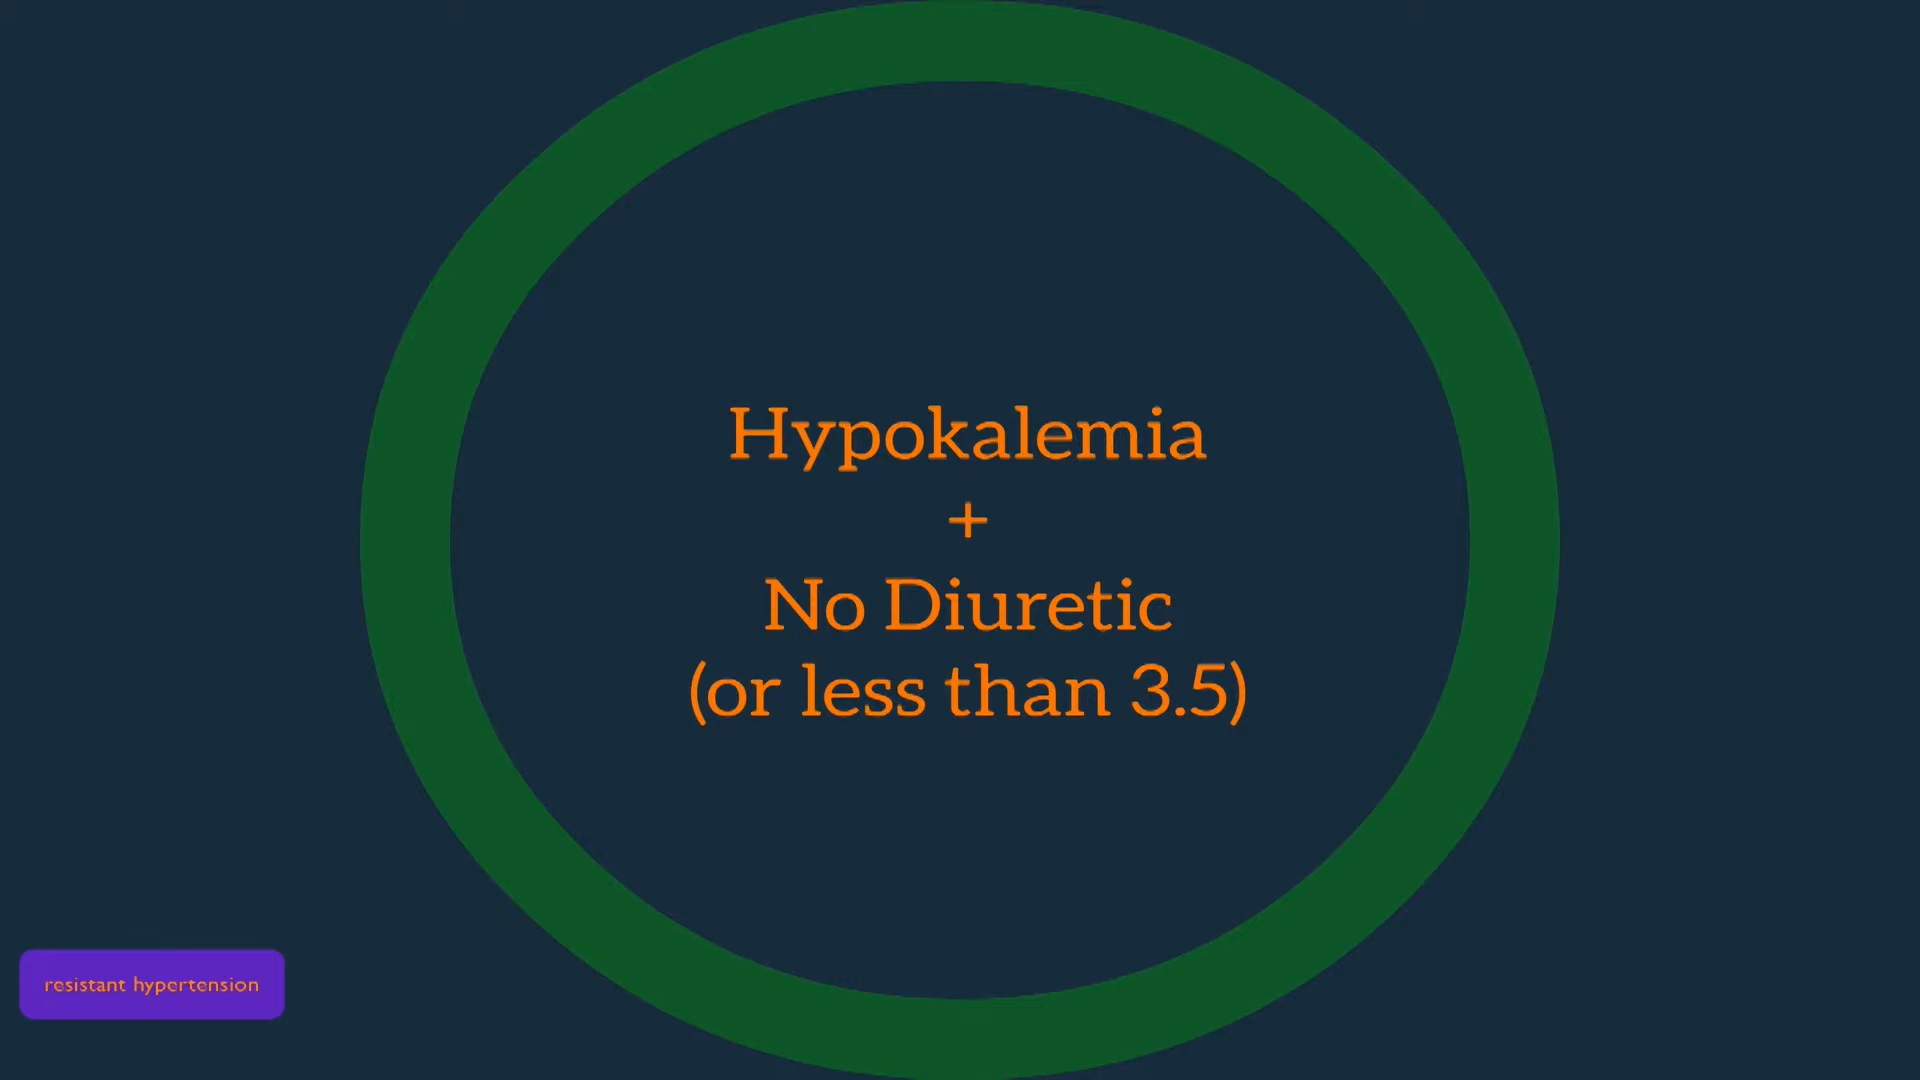 Hypokalemia
+
No Diuretic
(or less than 3.5)
resistant hypertension